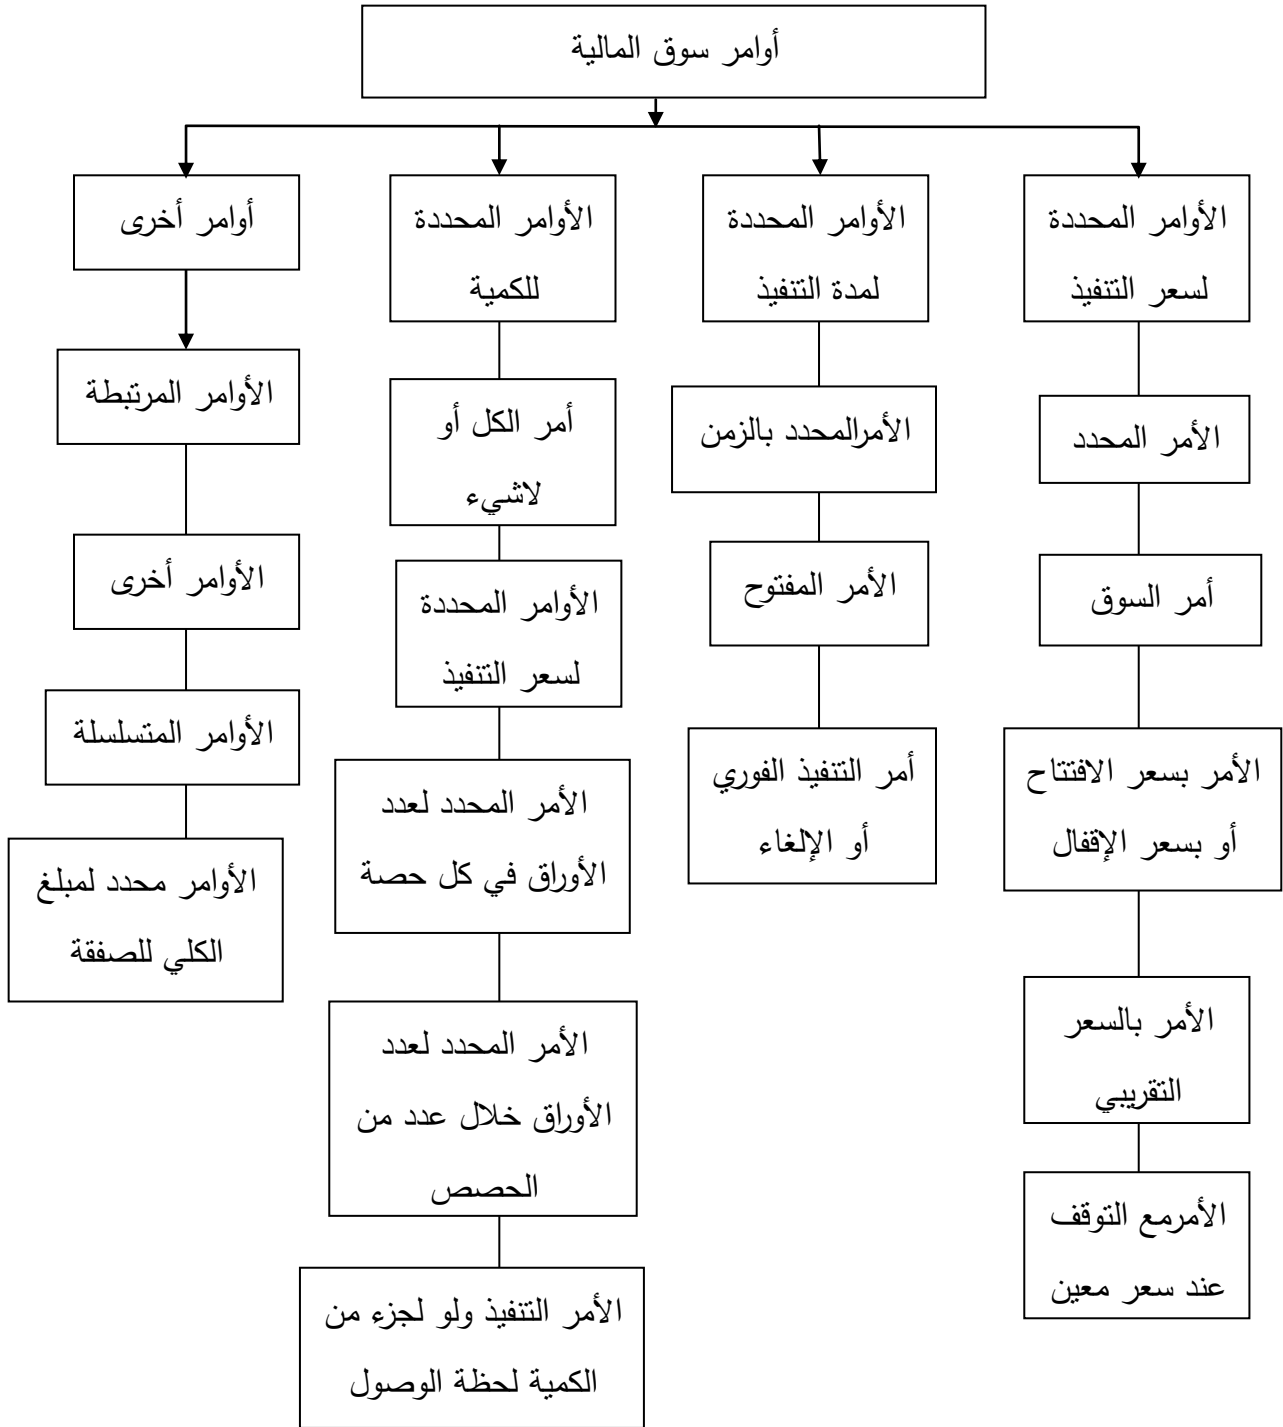 أوامر سوق المالية
الأوامر المحددة
لسعر التنفيذ
الأمر المحدد
أمر السوق
الأمر بسعر الافتتاح
أو بسعر الإقفال
الأمر بالسعر
التقريبي
الأمرمع التوقف
عند سعر معين
الأوامر المحددة
لمدة التنفيذ
الأمرالمحدد بالزمن
الأمر المفتوح
أمر التنفيذ الفوري
أو الإلغاء
الأوامر المحددة
للكمية
أمر الكل أو
لاشيء
الأوامر المحددة
لسعر التنفيذ
الأمر المحدد لعدد
الأوراق في كل حصة
الأمر المحدد لعدد
الأوراق خلال عدد من
الحصص
الأمر التنفيذ ولو لجزء من
الكمية لحظة الوصول
أوامر أخرى
الأوامر المرتبطة
الأوامر أخرى
الأوامر المتسلسلة
الأوامر محدد لمبلغ
الكلي للصفقة